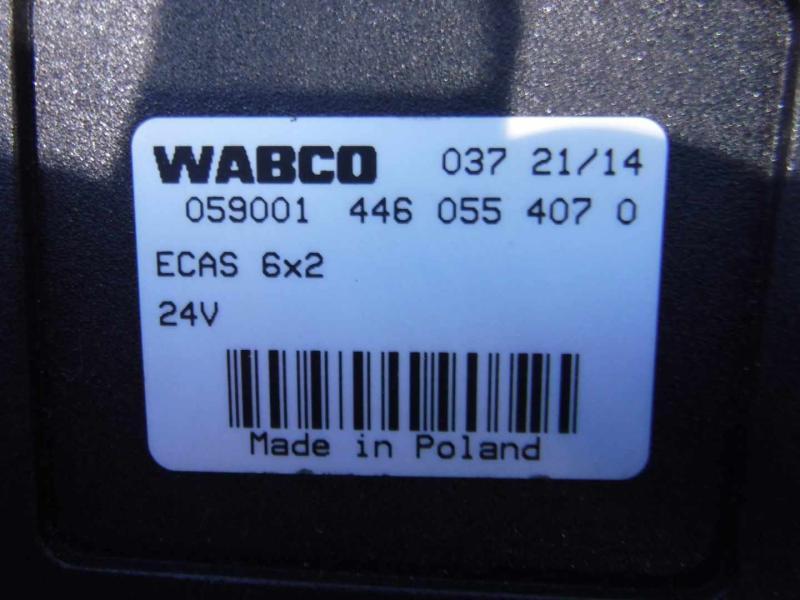 WABCO 037 21/14
059001 446 055 407 0
ECAS 6x2
24V
Made in Poland